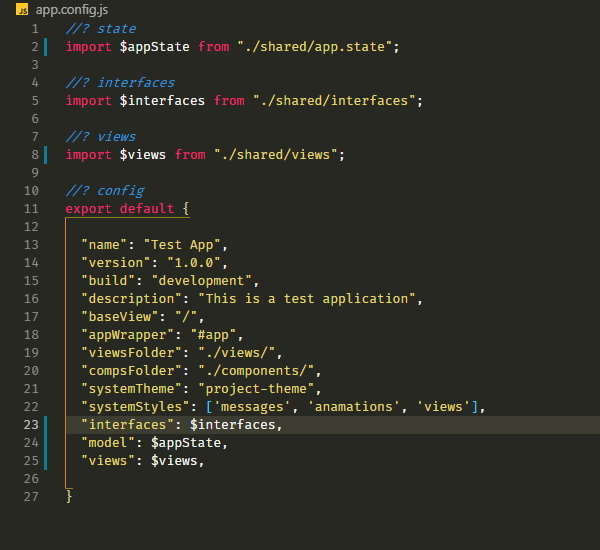 JS app.config.js
1 //? state
2 import $appState from "./shared/app.state";
3
4 //? interfaces
5 import $interfaces from "./shared/interfaces";
6
7 //? views
8 import $views from "./shared/views";
9
10 //? config
11 export default {
12
13 "name": "Test App",
14 "version": "1.0.0",
15 "build": "development",
16 "description": "This is a test application",
17 "baseView": "/",
18 "appWrapper": "#app",
19 "viewsFolder": "./views/",
20 "compsFolder": "./components/",
21 "systemTheme": "project-theme",
22 "systemStyles": ['messages', 'anamations', 'views'],
23 "interfaces": $interfaces,
24 "model": $appState,
25 "views": $views,
26
27 }